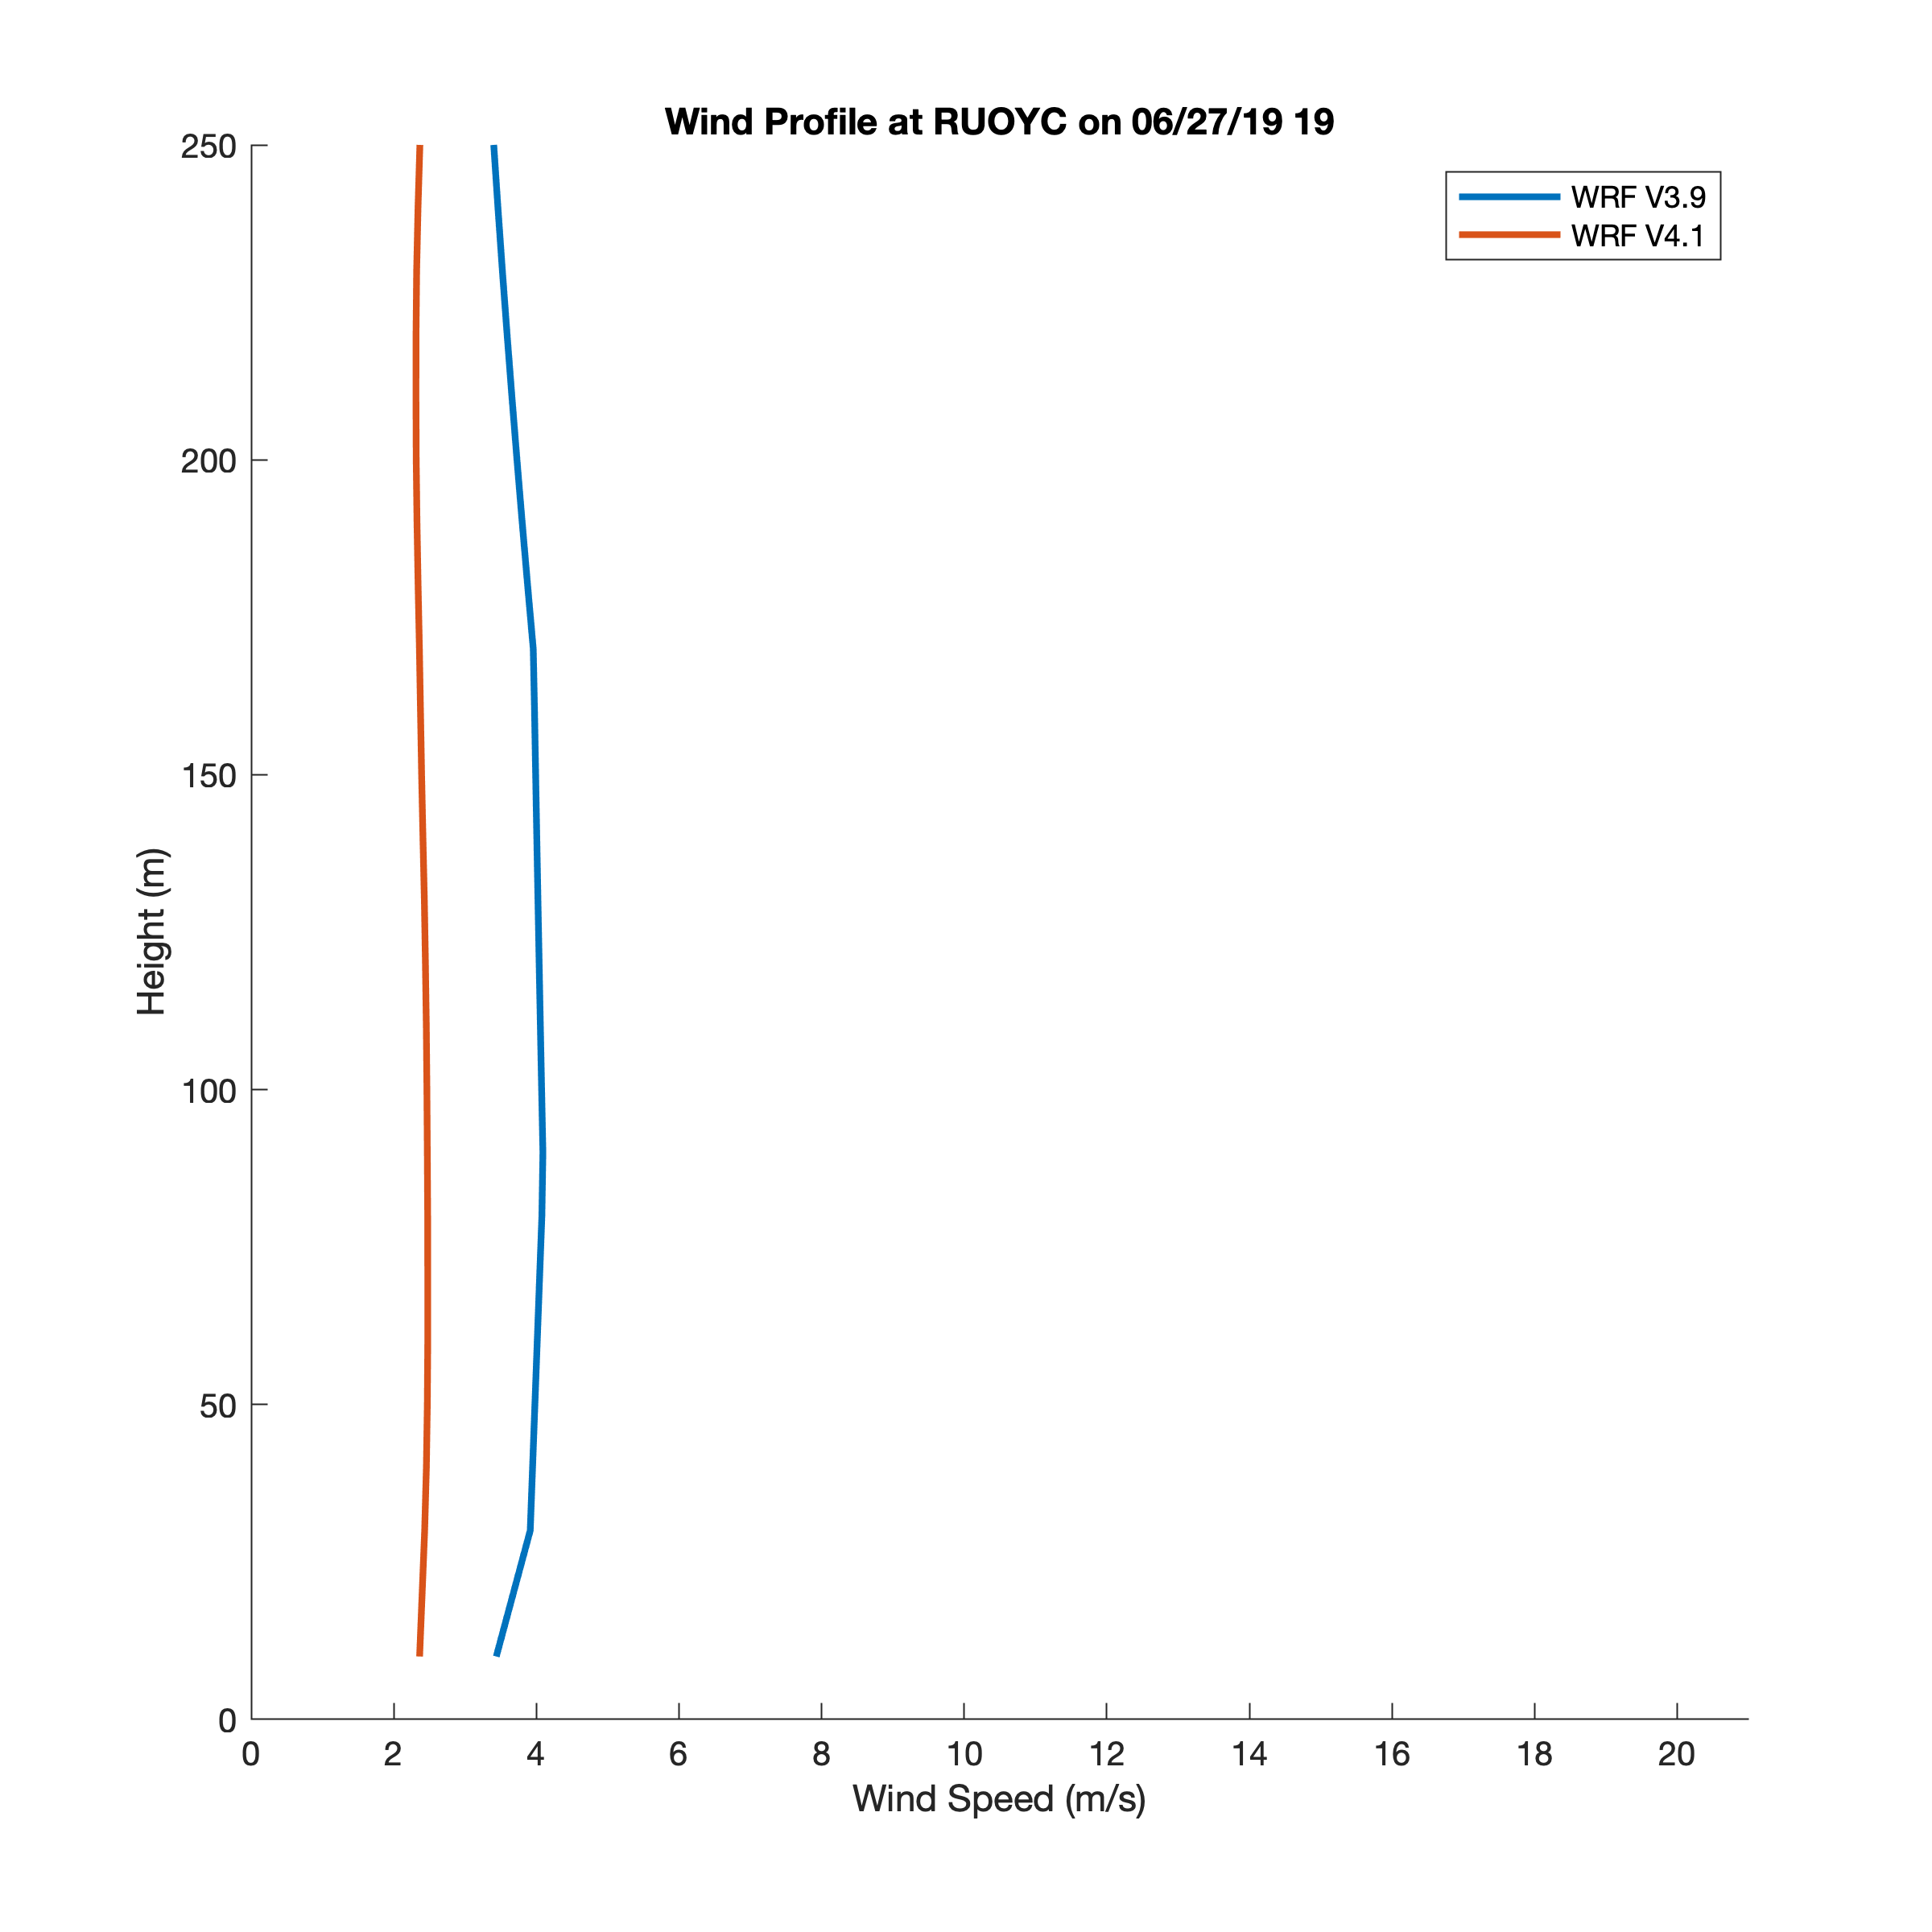 Wind Profile at RUOYC on 06/27/19 19
WRF V3.9
WRF V4.1
250
200
150
100
50
0
Height (m)
0 2 4 6 8 10 12 14 16 18 20
Wind Speed (m/s)